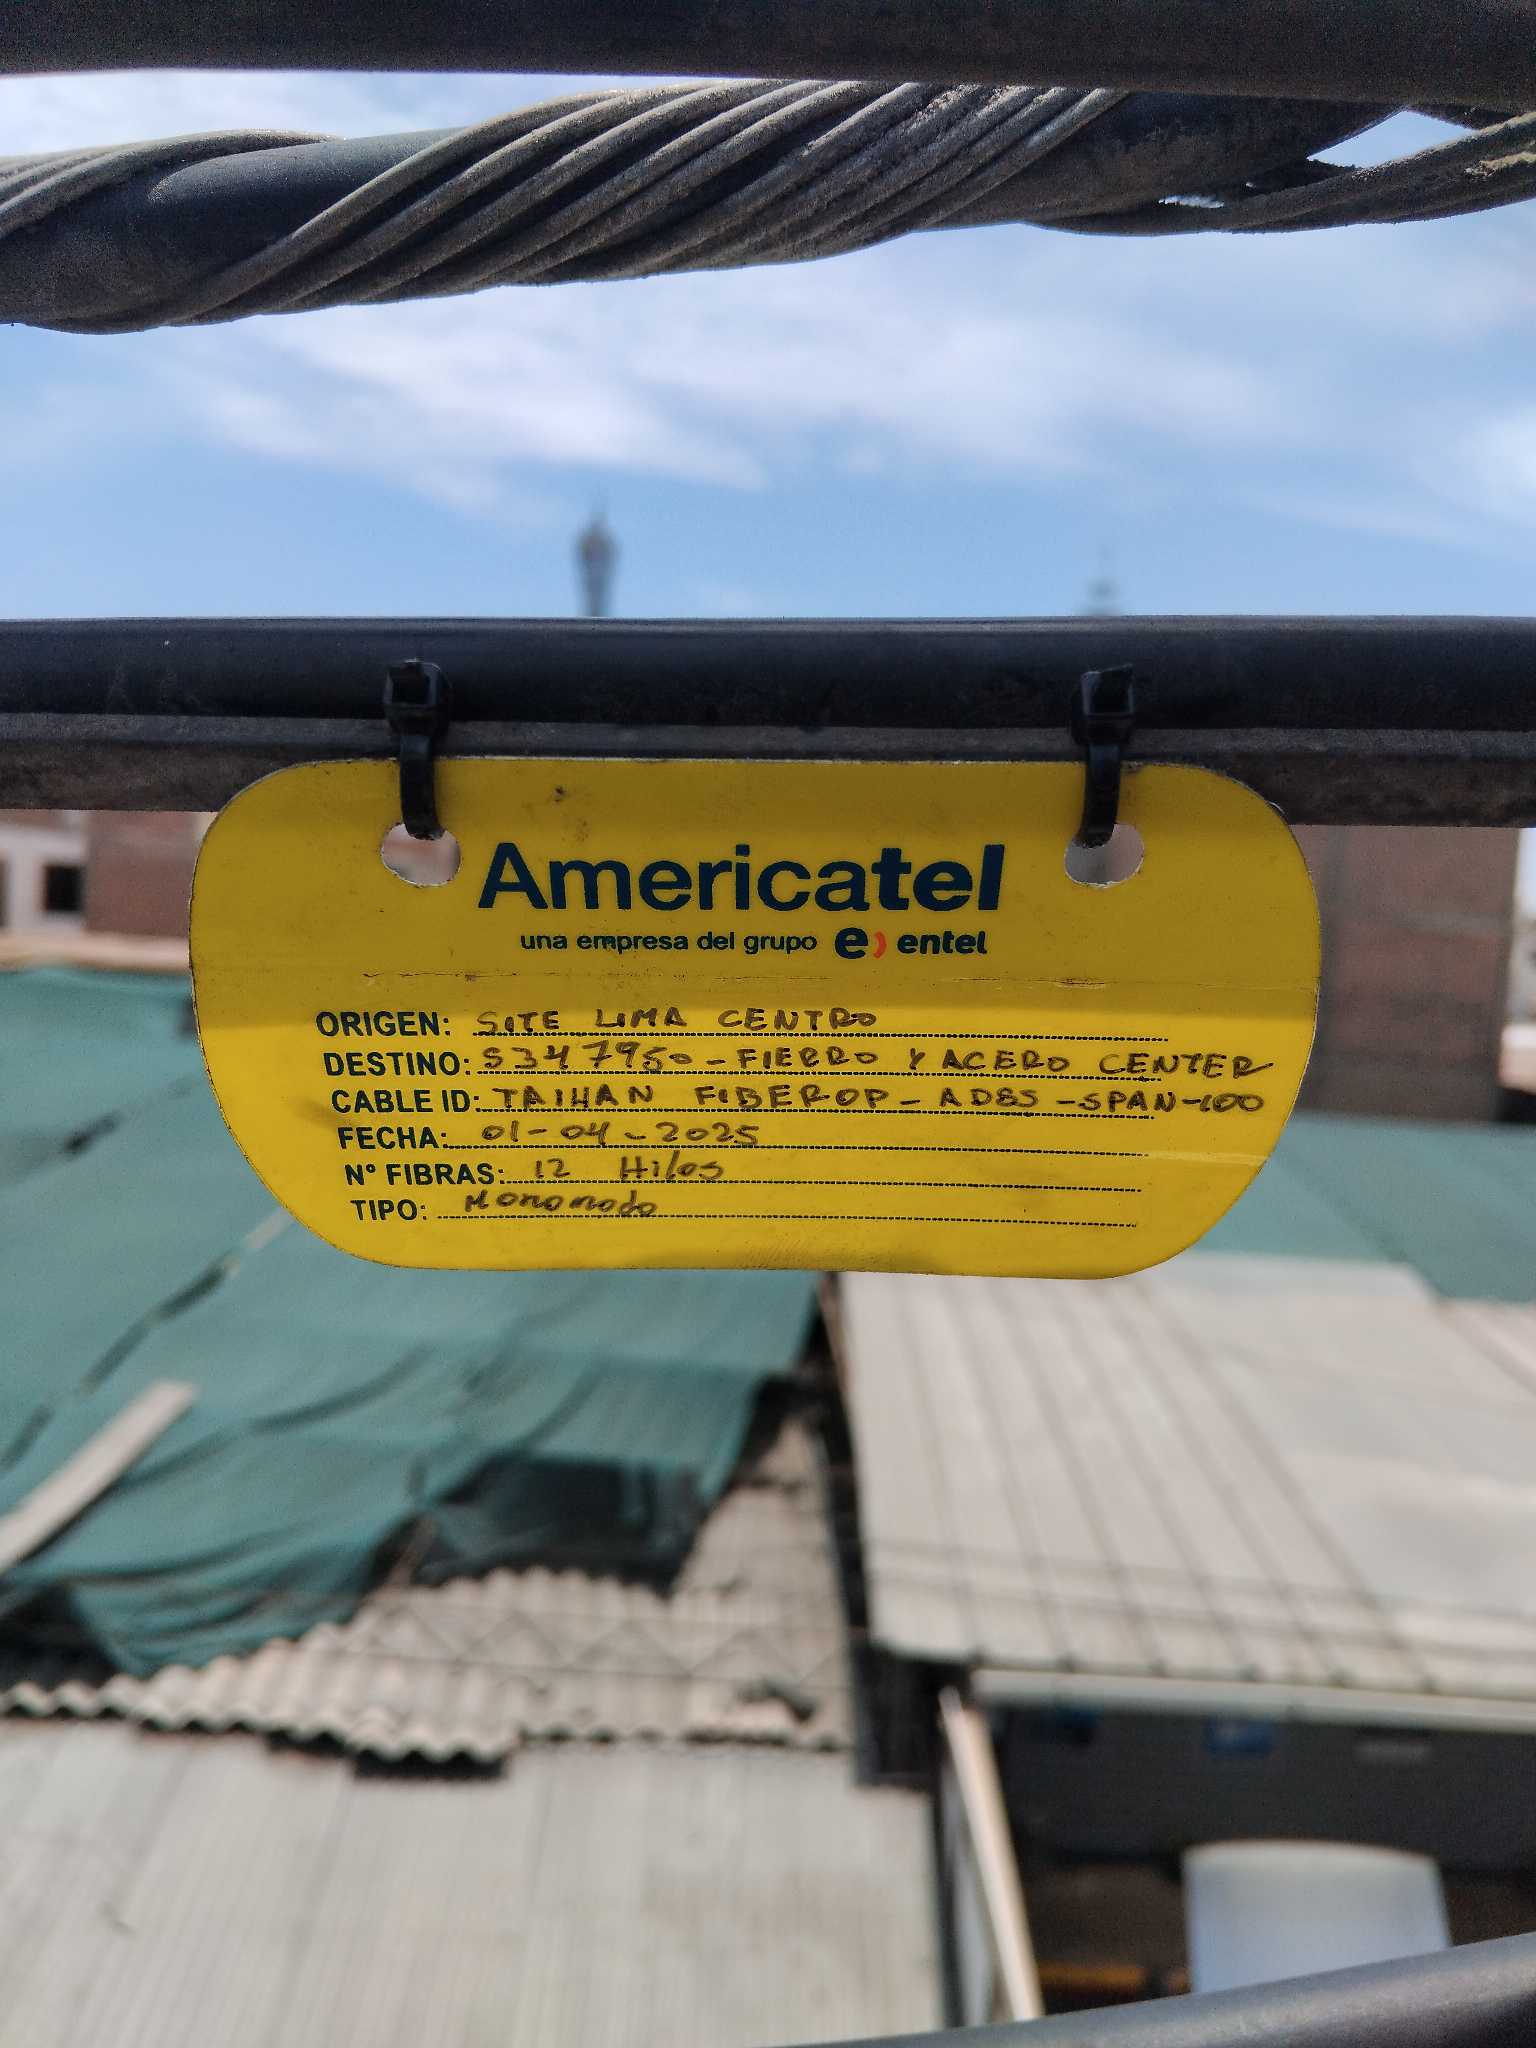 Americatel
una empresa del grupo e) entel
ORIGEN: SITE LIMA CENTRO
DESTINO: S347950-FIERRO Y ACERO CENTER
CABLE ID: TAIHAN FIBEROP-ADSS-SPAN-100
FECHA: 01-04-2025
N° FIBRAS: 12 Hilos
TIPO: Monomodo